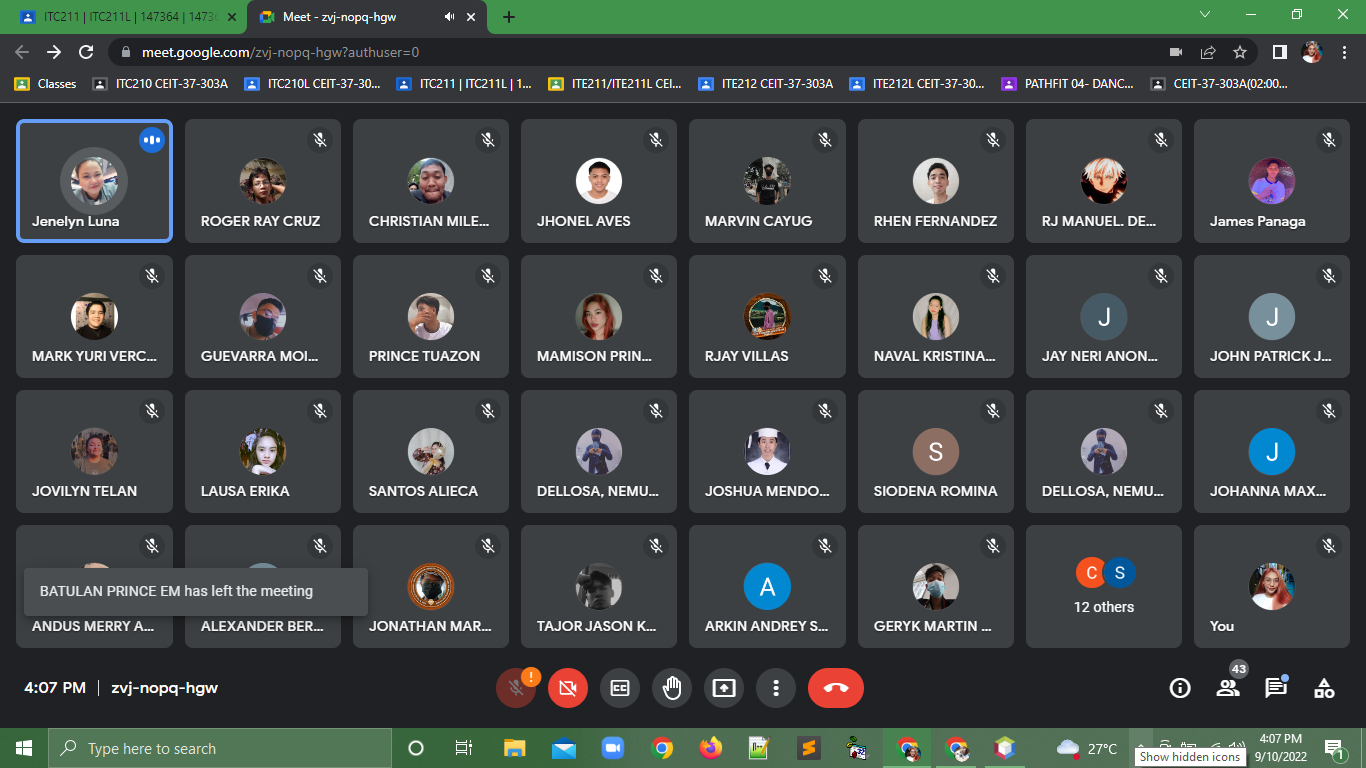 ITC211 | ITC211L | 147364 | 1473
Meet - zvj-nopq-hgw
meet.google.com/zvj-nopq-hgw?authuser=0
Classes
ITC210 CEIT-37-303A
ITC210L CEIT-37-30...
ITC211 | ITC211L | 1...
ITE211/ITE211L CEI...
ITE212 CEIT-37-303A
ITE212L CEIT-37-30...
PATHFIT 04- DANC...
CEIT-37-303A(02:00...
Jenelyn Luna
ROGER RAY CRUZ
CHRISTIAN MILE...
JHONEL AVES
MARVIN CAYUG
RHEN FERNANDEZ
RJ MANUEL. DE...
James Panaga
MARK YURI VERC...
GUEVARRA MOI...
PRINCE TUAZON
MAMISON PRIN...
RJAY VILLAS
NAVAL KRISTINA...
J
JAY NERI ANON...
J
JOHN PATRICK J...
JOVILYN TELAN
LAUSA ERIKA
SANTOS ALIECA
DELLOSA, NEMU...
JOSHUA MENDO...
S
SIODENA ROMINA
DELLOSA, NEMU...
J
JOHANNA MAX...
BATULAN PRINCE EM has left the meeting
ANDUS MERRY A...
ALEXANDER BER...
JONATHAN MAR...
TAJOR JASON K...
A
ARKIN ANDREY S...
GERYK MARTIN ...
C S
12 others
You
4:07 PM | zvj-nopq-hgw
!
CC
43
Type here to search
27°C
Show hidden icons
4:07 PM
9/10/2022
1